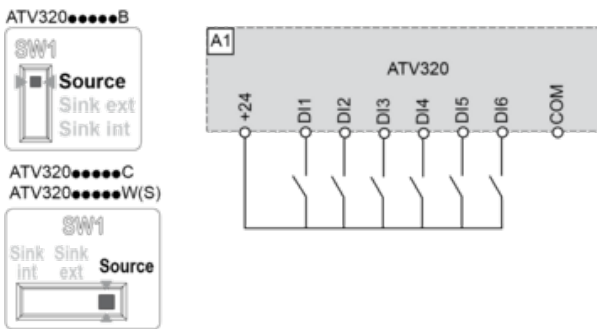 ATV320●●●●●B
SW1
Source
Sink ext
Sink int
ATV320●●●●●C
ATV320●●●●●W(S)
SW1
Sink int
Sink ext
Source
A1
ATV320
+24
DI1
DI2
DI3
DI4
DI5
DI6
COM